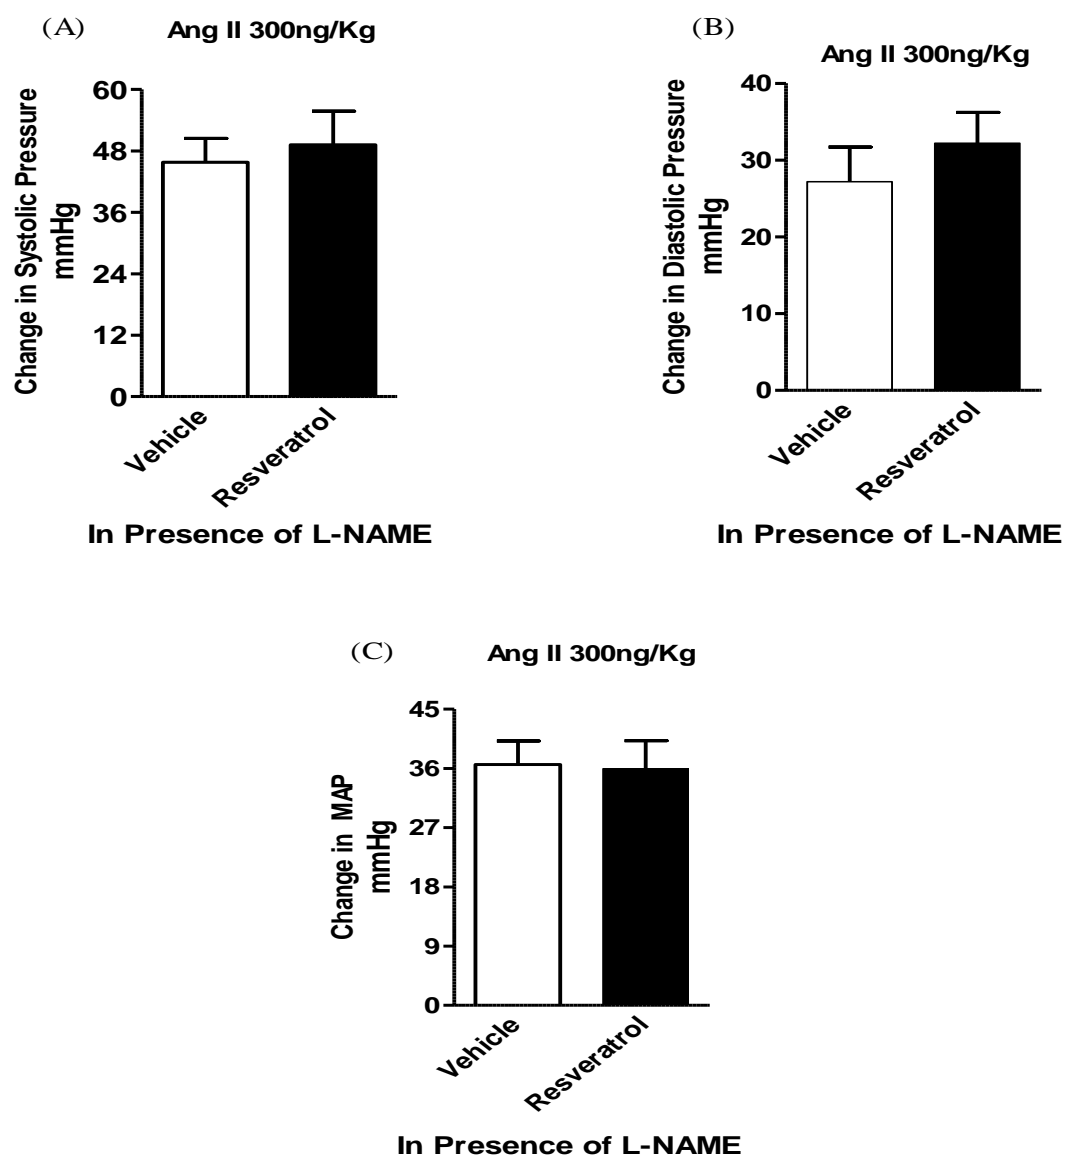 (A)
Ang II 300ng/Kg
Change in Systolic Pressure
mmHg
60
48
36
24
12
0
Vehicle
Resveratrol
In Presence of L-NAME
(B)
Ang II 300ng/Kg
Change in Diastolic Pressure
mmHg
40
30
20
10
0
Vehicle
Resveratrol
In Presence of L-NAME
(C)
Ang II 300ng/Kg
Change in MAP
mmHg
45
36
27
18
9
0
Vehicle
Resveratrol
In Presence of L-NAME